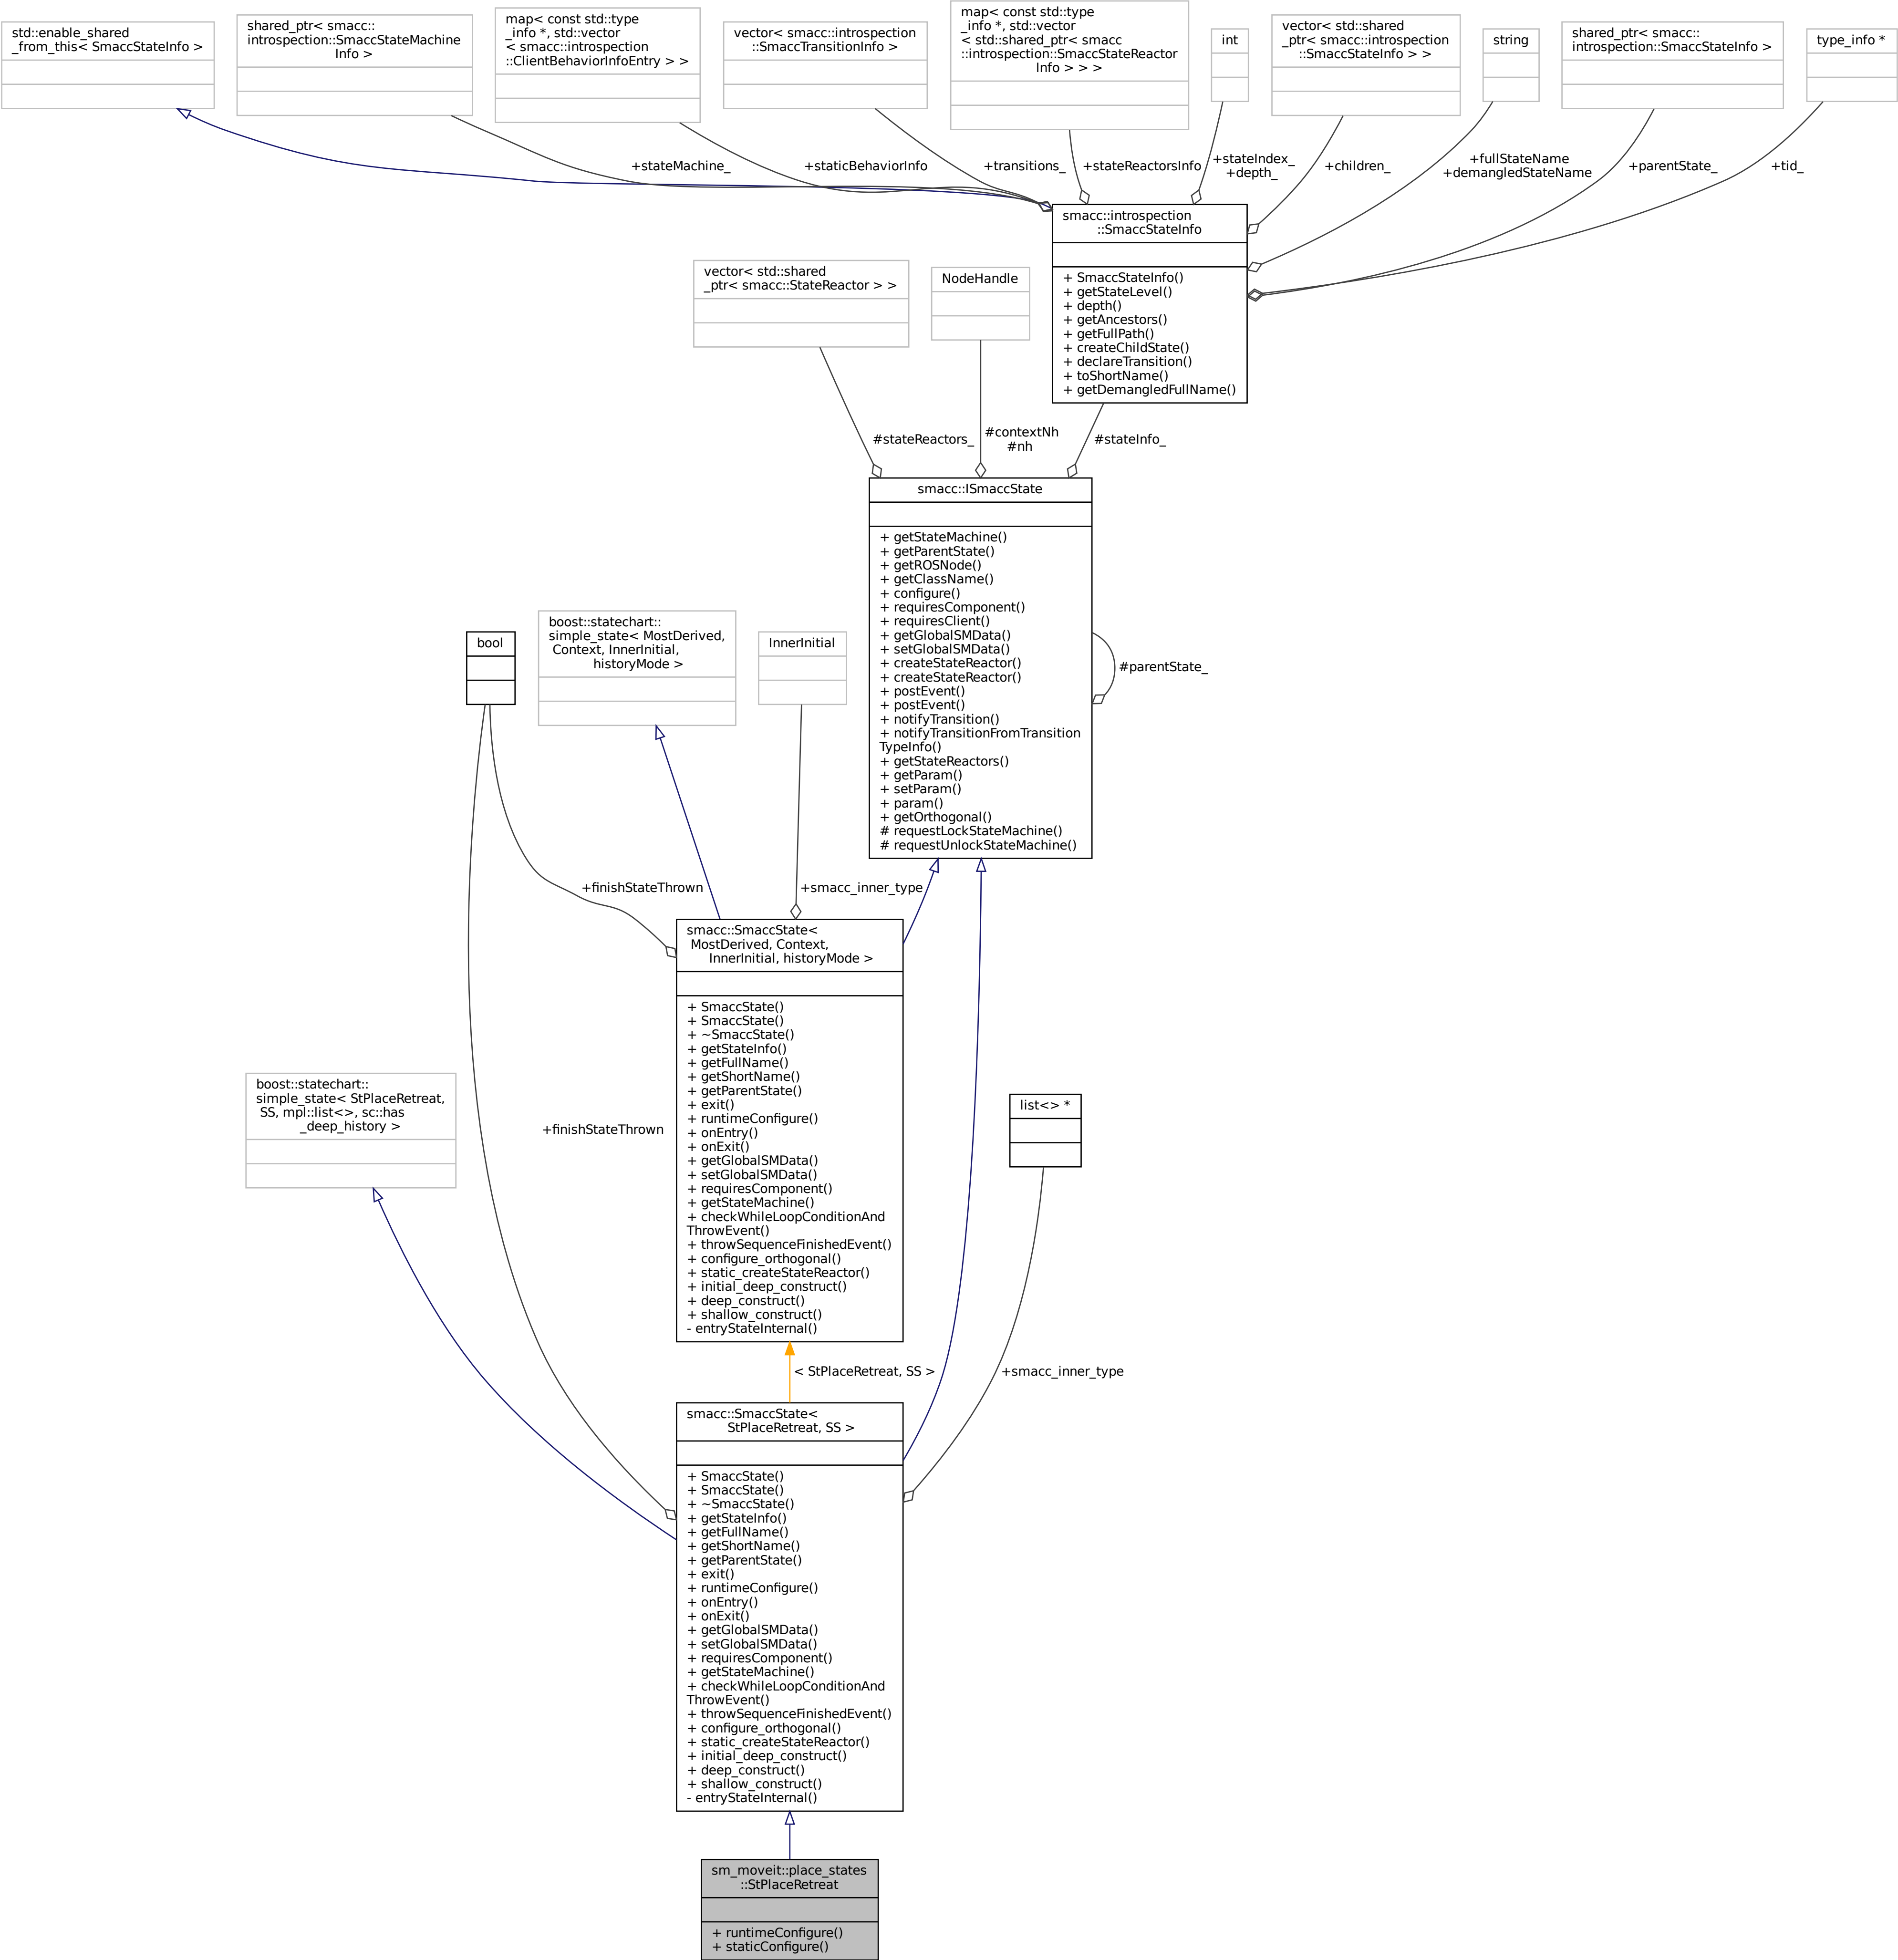 std::enable_shared
_from_this< SmaccStateInfo >
shared_ptr< smacc::
introspection::SmaccStateMachine
Info >
map< const std::type
_info *, std::vector
< smacc::introspection
::ClientBehaviorInfoEntry > >
vector< smacc::introspection
::SmaccTransitionInfo >
map< const std::type
_info *, std::vector
< std::shared_ptr< smacc
::introspection::SmaccStateReactor
Info > > >
int
vector< std::shared
_ptr< smacc::introspection
::SmaccStateInfo > >
string
shared_ptr< smacc::
introspection::SmaccStateInfo >
type_info *
+stateMachine_
+staticBehaviorInfo
+transitions_
+stateReactorsInfo
+stateIndex_
+depth_
+children_
+fullStateName
+demangledStateName
+parentState_
+tid_
smacc::introspection
::SmaccStateInfo
+ SmaccStateInfo()
+ getStateLevel()
+ depth()
+ getAncestors()
+ getFullPath()
+ createChildState()
+ declareTransition()
+ toShortName()
+ getDemangledFullName()
vector< std::shared
_ptr< smacc::StateReactor > >
NodeHandle
#stateReactors_
#contextNh
#nh
#stateInfo_
smacc::ISmaccState
+ getStateMachine()
+ getParentState()
+ getROSNode()
+ getClassName()
+ configure()
+ requiresComponent()
+ requiresClient()
+ getGlobalSMData()
+ setGlobalSMData()
+ createStateReactor()
+ createStateReactor()
+ postEvent()
+ postEvent()
+ notifyTransition()
+ notifyTransitionFromTransition
TypeInfo()
+ getStateReactors()
+ getParam()
+ setParam()
+ param()
+ getOrthogonal()
# requestLockStateMachine()
# requestUnlockStateMachine()
#parentState_
bool
boost::statechart::
simple_state< MostDerived,
Context, InnerInitial,
historyMode >
InnerInitial
+finishStateThrown
+smacc_inner_type
smacc::SmaccState<
MostDerived, Context,
InnerInitial, historyMode >
+ SmaccState()
+ SmaccState()
+ ~SmaccState()
+ getStateInfo()
+ getFullName()
+ getShortName()
+ getParentState()
+ exit()
+ runtimeConfigure()
+ onEntry()
+ onExit()
+ getGlobalSMData()
+ setGlobalSMData()
+ requiresComponent()
+ getStateMachine()
+ checkWhileLoopConditionAnd
ThrowEvent()
+ throwSequenceFinishedEvent()
+ configure_orthogonal()
+ static_createStateReactor()
+ initial_deep_construct()
+ deep_construct()
+ shallow_construct()
- entryStateInternal()
boost::statechart::
simple_state< StPlaceRetreat,
SS, mpl::list<>, sc::has
_deep_history >
+finishStateThrown
list<> *
< StPlaceRetreat, SS >
+smacc_inner_type
smacc::SmaccState<
StPlaceRetreat, SS >
+ SmaccState()
+ SmaccState()
+ ~SmaccState()
+ getStateInfo()
+ getFullName()
+ getShortName()
+ getParentState()
+ exit()
+ runtimeConfigure()
+ onEntry()
+ onExit()
+ getGlobalSMData()
+ setGlobalSMData()
+ requiresComponent()
+ getStateMachine()
+ checkWhileLoopConditionAnd
ThrowEvent()
+ throwSequenceFinishedEvent()
+ configure_orthogonal()
+ static_createStateReactor()
+ initial_deep_construct()
+ deep_construct()
+ shallow_construct()
- entryStateInternal()
sm_moveit::place_states
::StPlaceRetreat
+ runtimeConfigure()
+ staticConfigure()